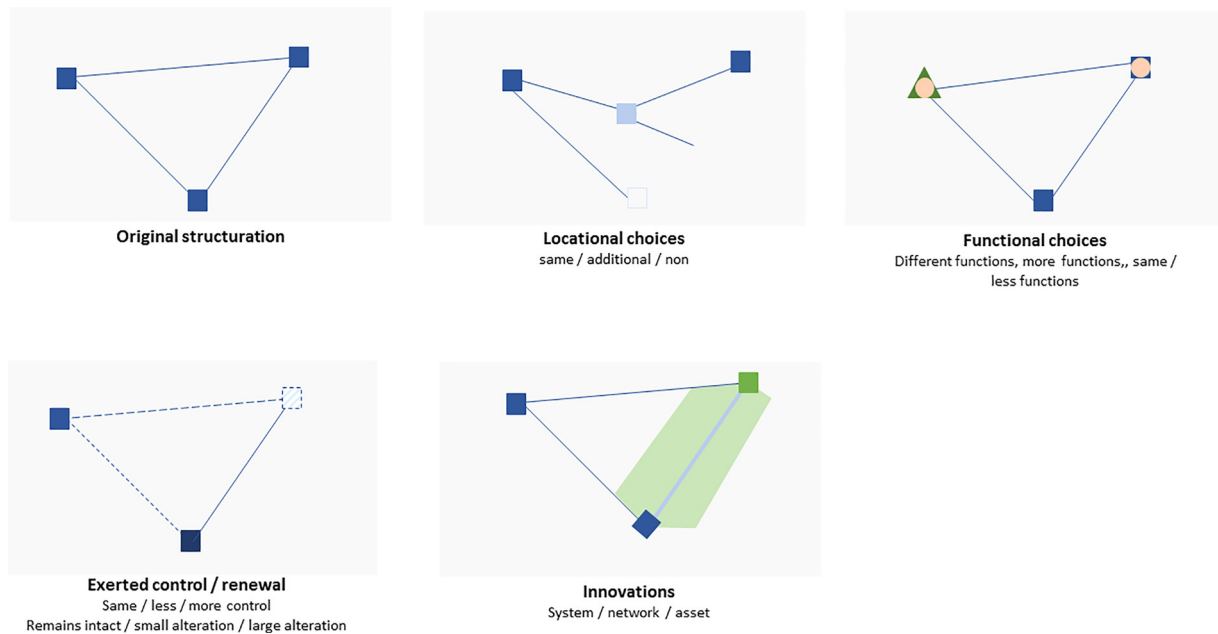 Original structuration
Locational choices
same / additional / non
Functional choices
Different functions, more functions,, same /
less functions
Exerted control / renewal
Same / less / more control
Remains intact / small alteration / large alteration
Innovations
System / network / asset